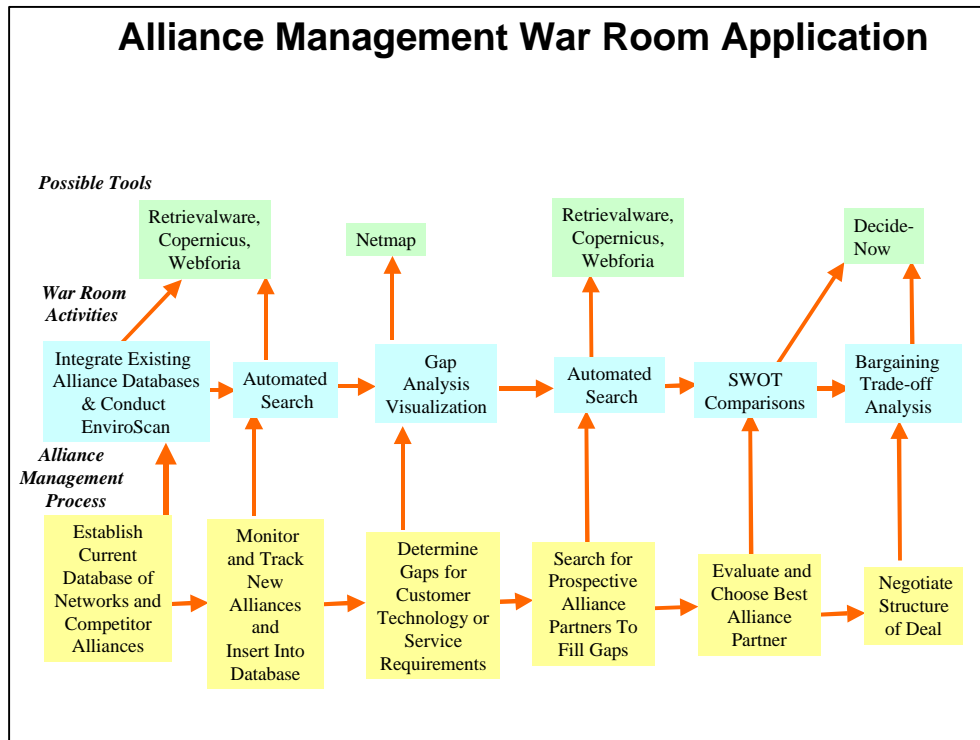 Alliance Management War Room Application
Possible Tools
Retrievalware,
Copernicus,
Webforia
Netmap
Retrievalware,
Copernicus,
Webforia
Decide-
Now
War Room
Activities
Integrate Existing
Alliance Databases
& Conduct
EnviroScan
Automated
Search
Gap
Analysis
Visualization
Automated
Search
SWOT
Comparisons
Bargaining
Trade-off
Analysis
Alliance
Management
Process
Establish
Current
Database of
Networks and
Competitor
Alliances
Monitor
and Track
New
Alliances
and
Insert Into
Database
Determine
Gaps for
Customer
Technology or
Service
Requirements
Search for
Prospective
Alliance
Partners To
Fill Gaps
Evaluate and
Choose Best
Alliance
Partner
Negotiate
Structure
of Deal